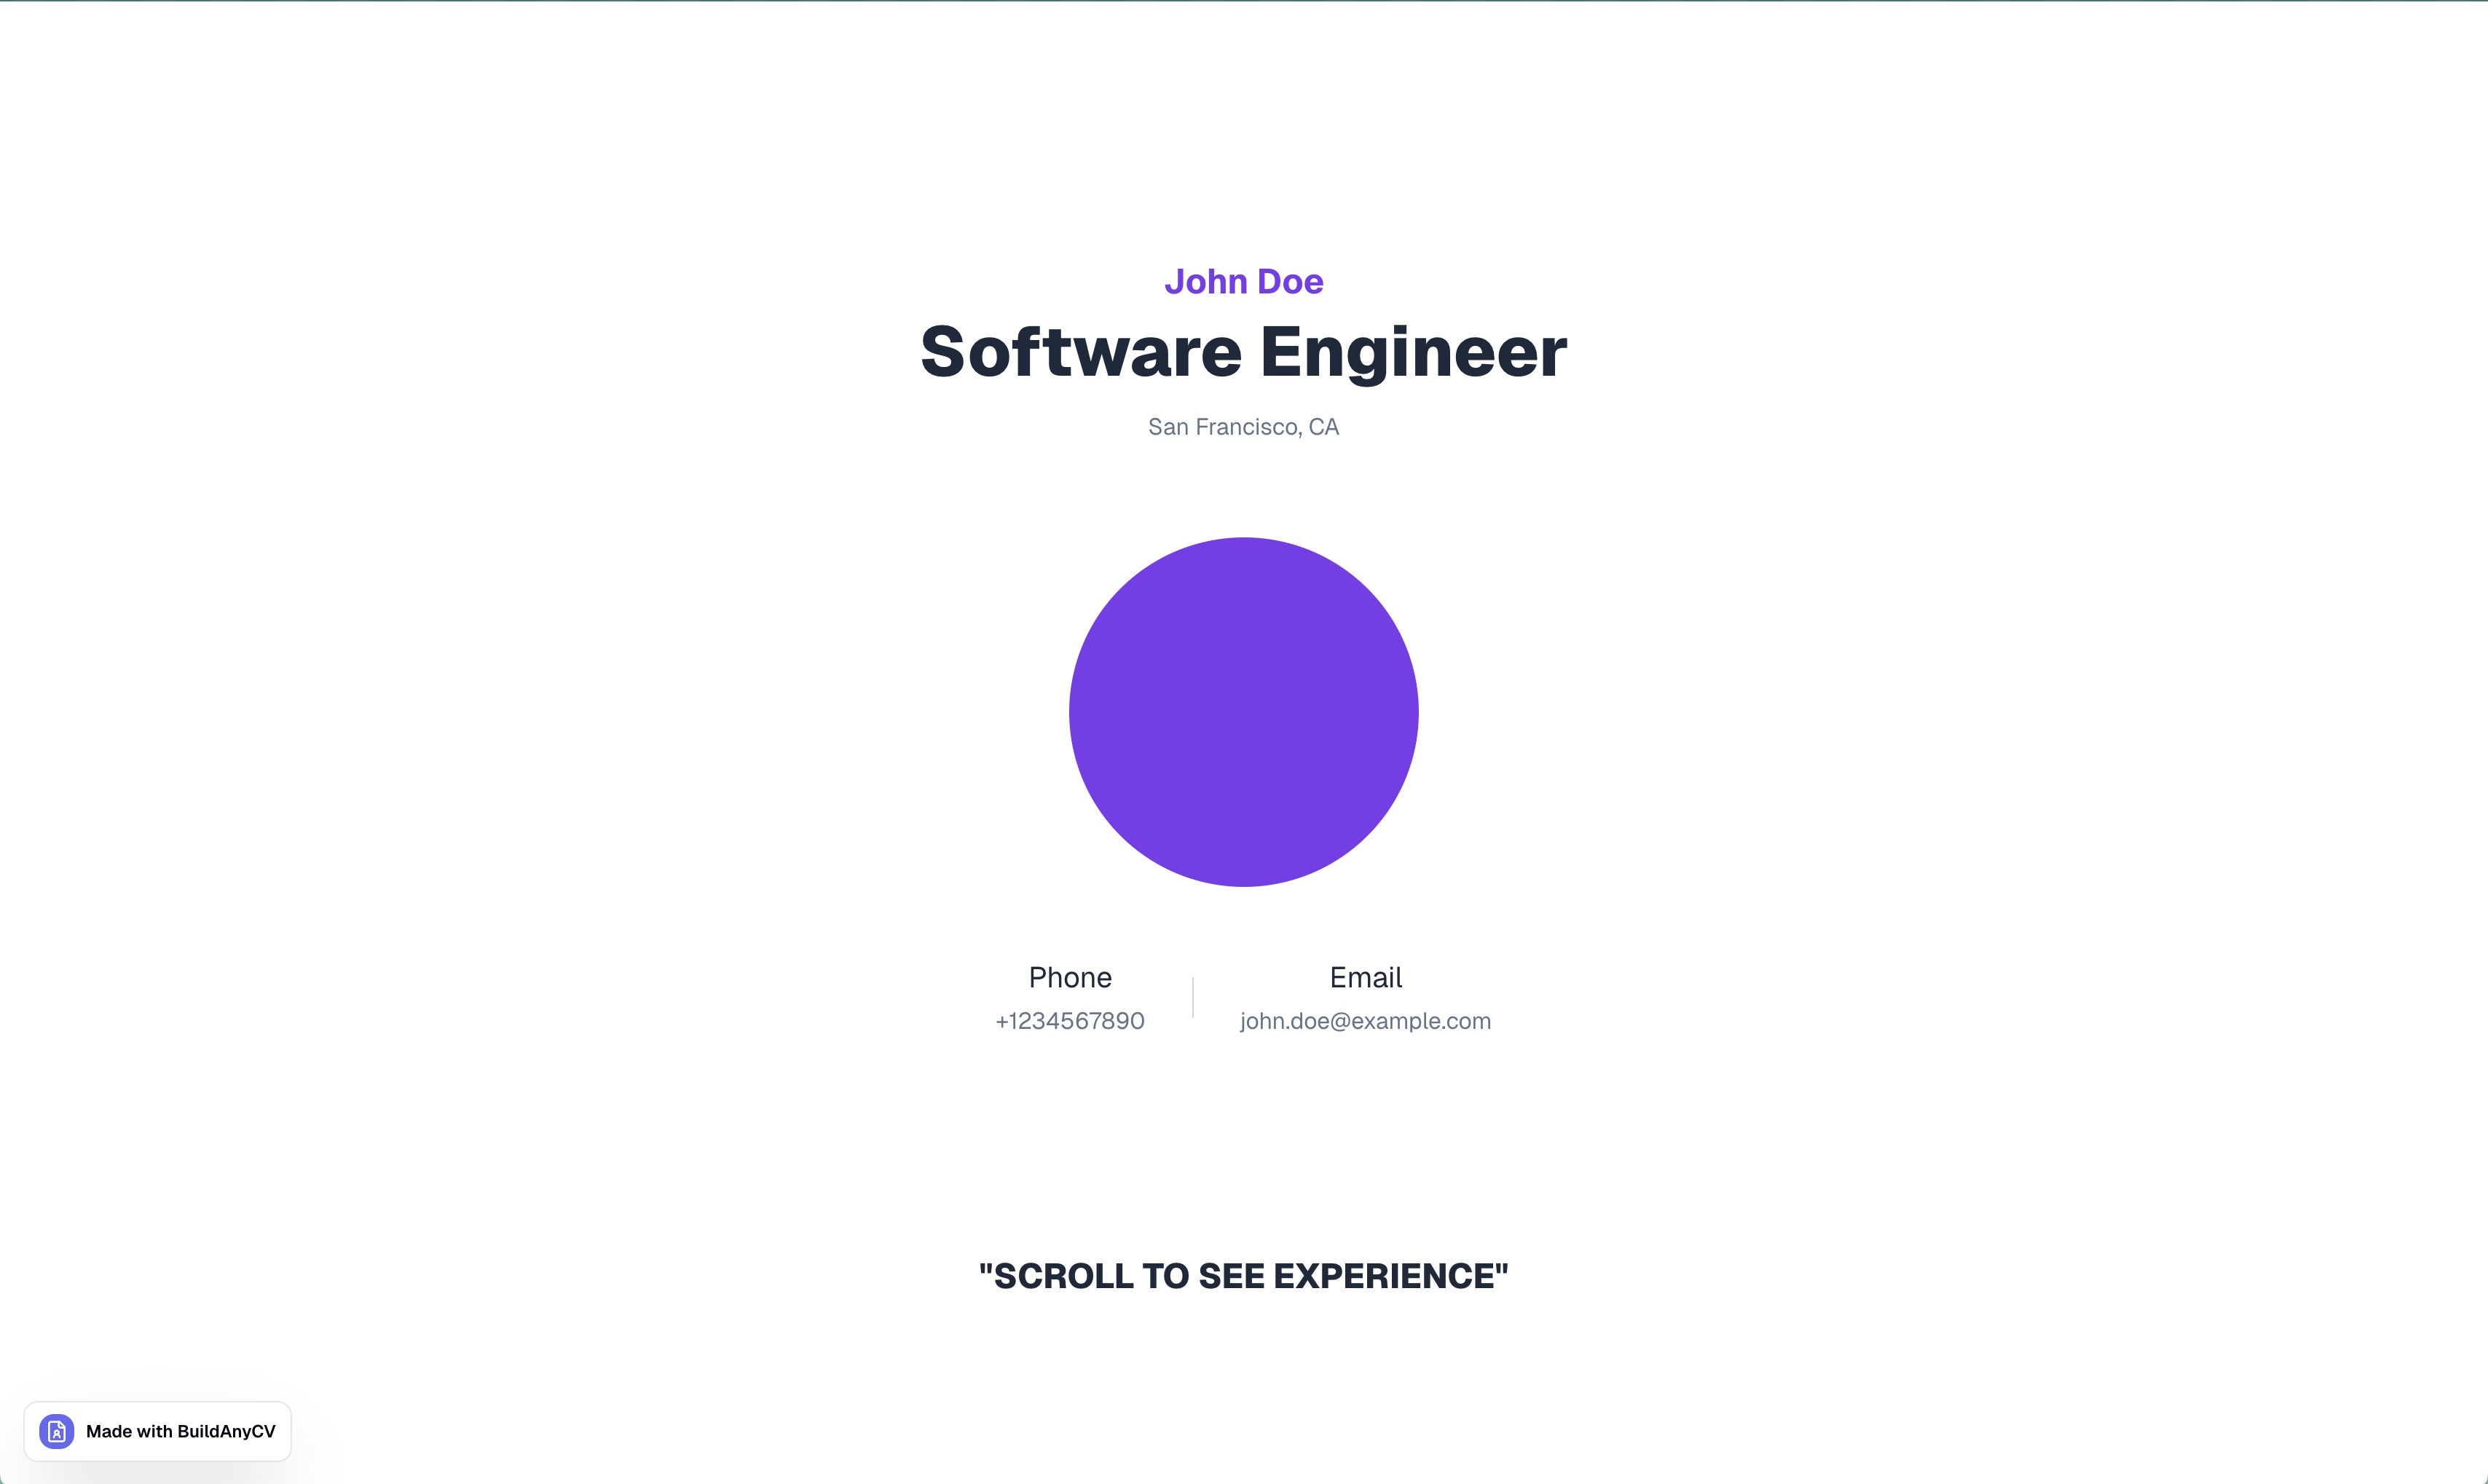 John Doe
Software Engineer
San Francisco, CA
Phone
+1234567890
Email
john.doe@example.com
"SCROLL TO SEE EXPERIENCE"
Made with BuildAnyCV